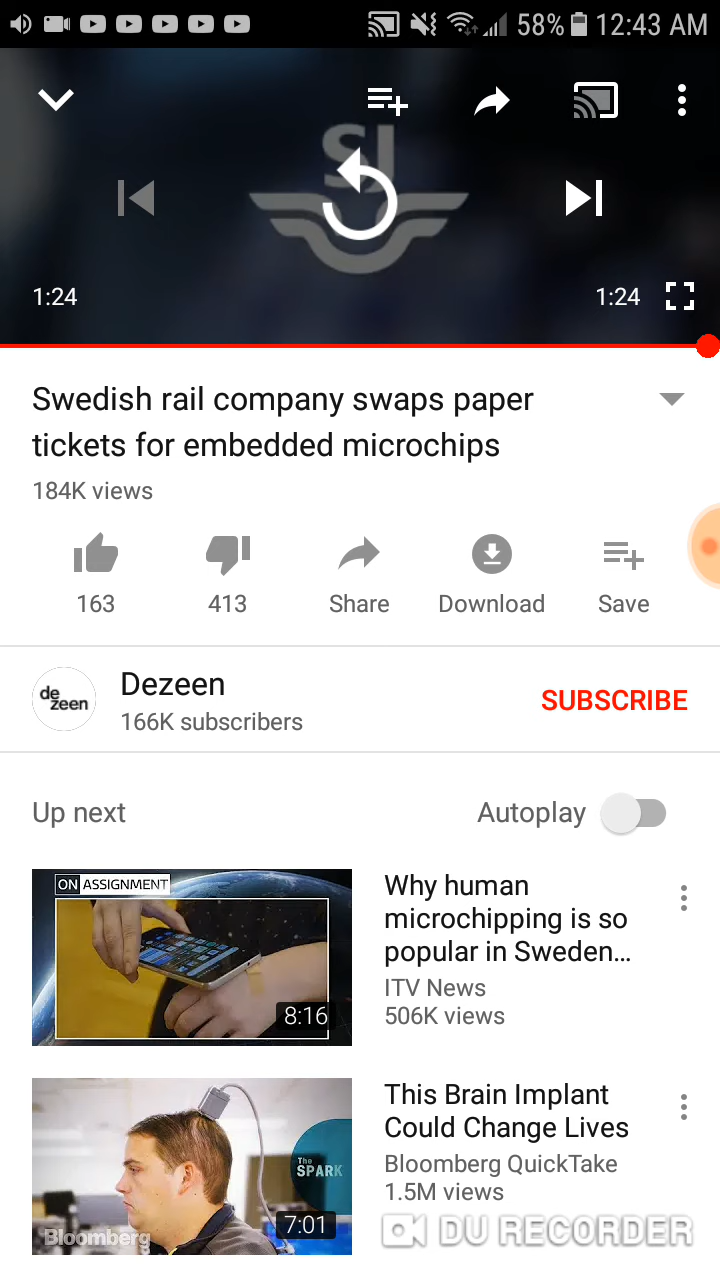 58% 12:43 AM
SJ
1:24 1:24
Swedish rail company swaps paper
tickets for embedded microchips
184K views
163 413 Share Download Save
de
zeen
Dezeen
166K subscribers
SUBSCRIBE
Up next Autoplay
ON ASSIGNMENT
8:16
Why human
microchipping is so
popular in Sweden...
ITV News
506K views
The
SPARK
Bloomberg
7:01
This Brain Implant
Could Change Lives
Bloomberg QuickTake
1.5M views
DU RECORDER